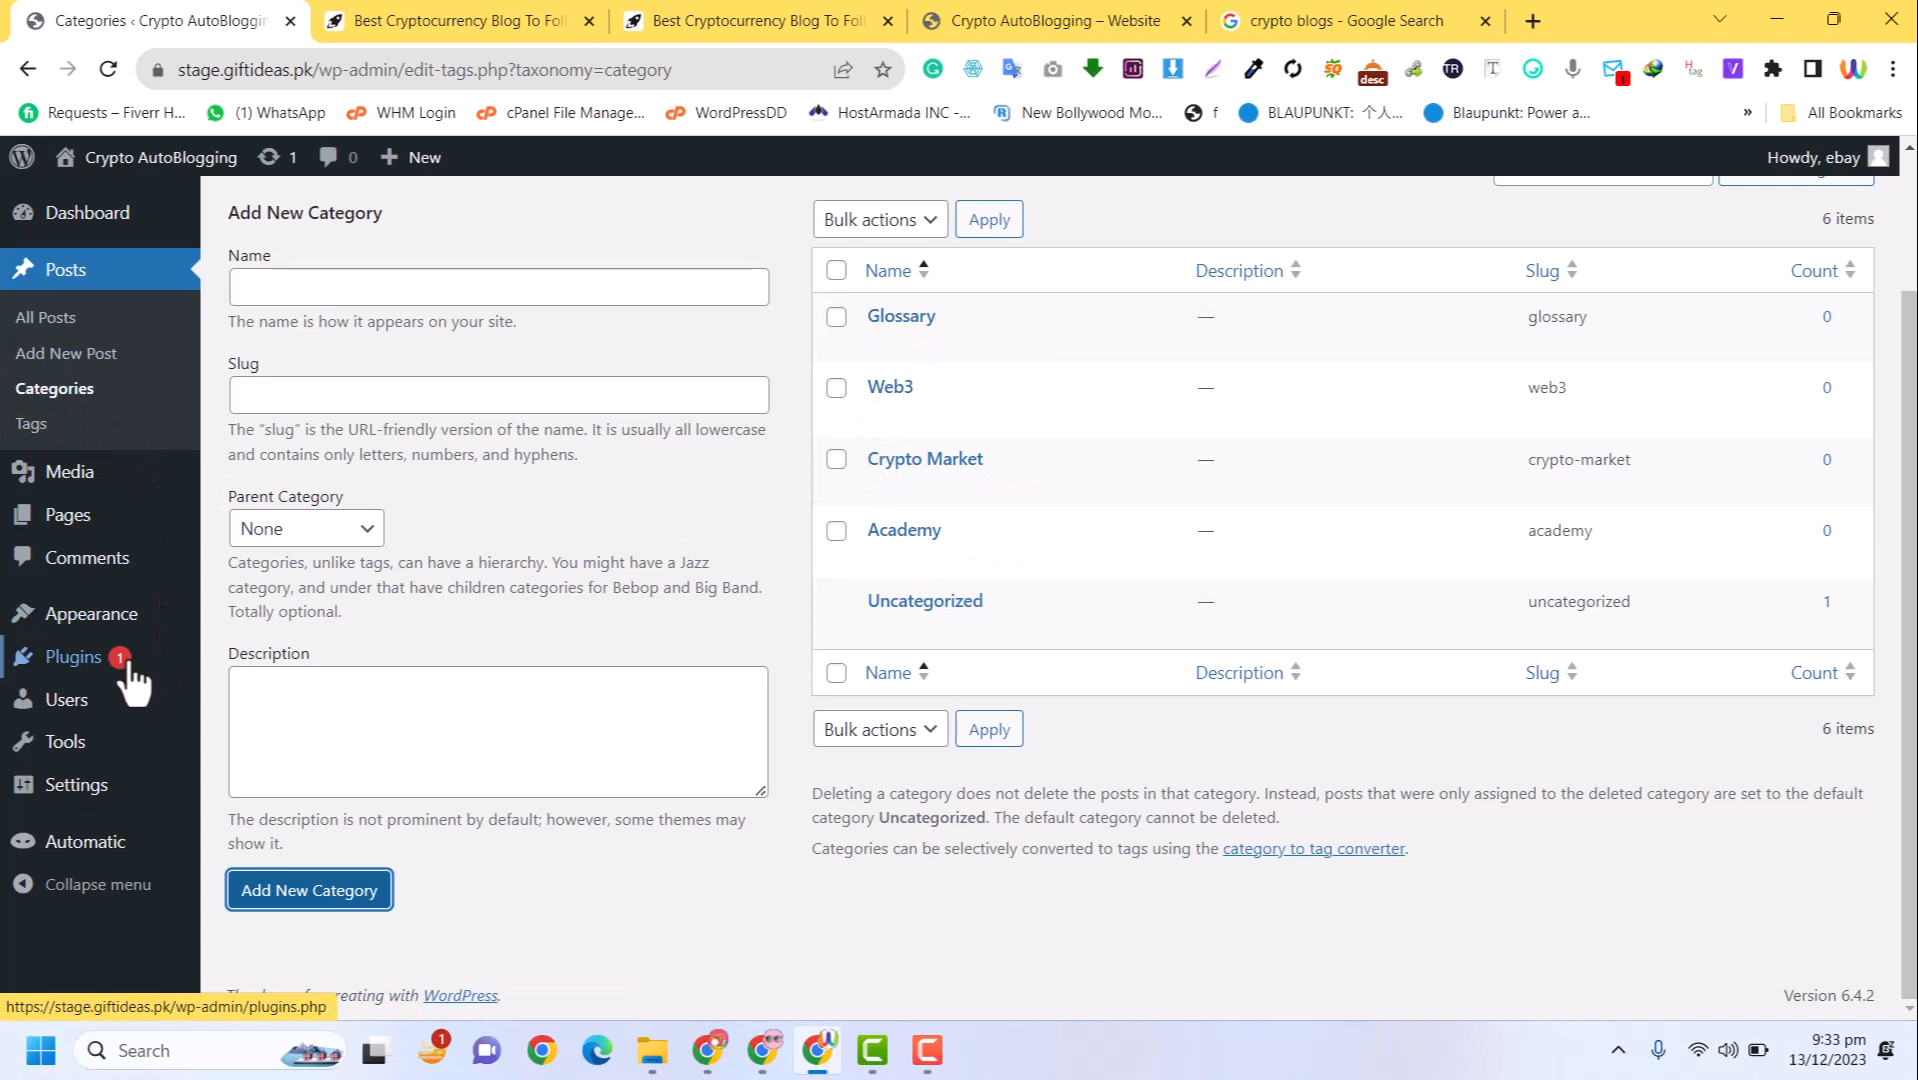 Categories ‹ Crypto AutoBlogging
Best Cryptocurrency Blog To Foll
Best Cryptocurrency Blog To Foll
Crypto AutoBlogging – Website
crypto blogs - Google Search
stage.giftideas.pk/wp-admin/edit-tags.php?taxonomy=category
desc
TR
T
1
Requests – Fiverr H...
(1) WhatsApp
WHM Login
cPanel File Manage...
WordPressDD
HostArmada INC -...
New Bollywood Mo...
f
BLAUPUNKT: 个人...
Blaupunkt: Power a...
»
All Bookmarks
Crypto AutoBlogging
1
0
New
Howdy, ebay
Dashboard
Posts
All Posts
Add New Post
Categories
Tags
Media
Pages
Comments
Appearance
Plugins 1
Users
Tools
Settings
Automatic
Collapse menu
Add New Category
Name
The name is how it appears on your site.
Slug
The “slug” is the URL-friendly version of the name. It is usually all lowercase
and contains only letters, numbers, and hyphens.
Parent Category
None
Categories, unlike tags, can have a hierarchy. You might have a Jazz
category, and under that have children categories for Bebop and Big Band.
Totally optional.
Description
The description is not prominent by default; however, some themes may
show it.
Add New Category
Bulk actions
Apply
6 items
Name Description Slug Count
Glossary — glossary 0
Web3 — web3 0
Crypto Market — crypto-market 0
Academy — academy 0
Uncategorized — uncategorized 1
Name Description Slug Count
Bulk actions
Apply
6 items
Deleting a category does not delete the posts in that category. Instead, posts that were only assigned to the deleted category are set to the default
category Uncategorized. The default category cannot be deleted.
Categories can be selectively converted to tags using the category to tag converter.
reating with WordPress.
Version 6.4.2
https://stage.giftideas.pk/wp-admin/plugins.php
Search
1
9:33 pm
13/12/2023